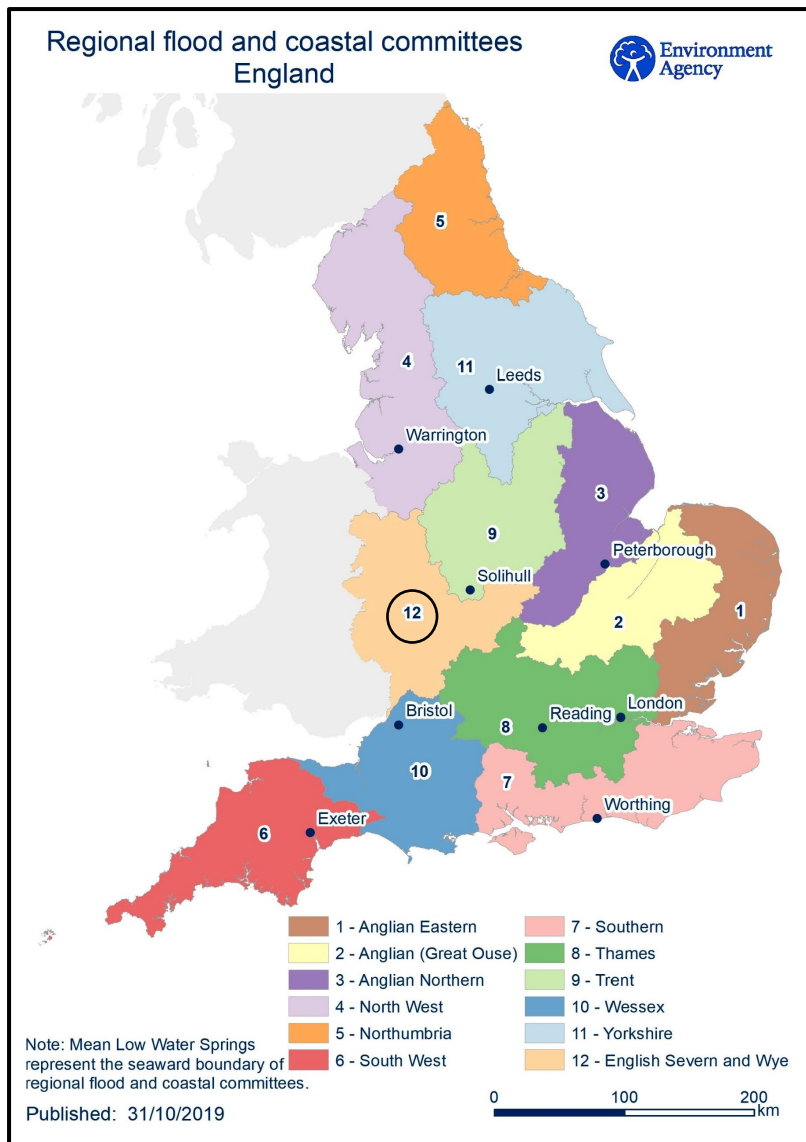 Regional flood and coastal committees
England
Environment
Agency
5
4
11
Leeds
Warrington
3
9
Peterborough
Solihull
12
2
1
Bristol
London
Reading
8
10
7
Worthing
Exeter
6
1 - Anglian Eastern
2 - Anglian (Great Ouse)
3 - Anglian Northern
4 - North West
5 - Northumbria
6 - South West
7 - Southern
8 - Thames
9 - Trent
10 - Wessex
11 - Yorkshire
12 - English Severn and Wye
Note: Mean Low Water Springs
represent the seaward boundary of
regional flood and coastal committees.
Published: 31/10/2019
0 100 200
km